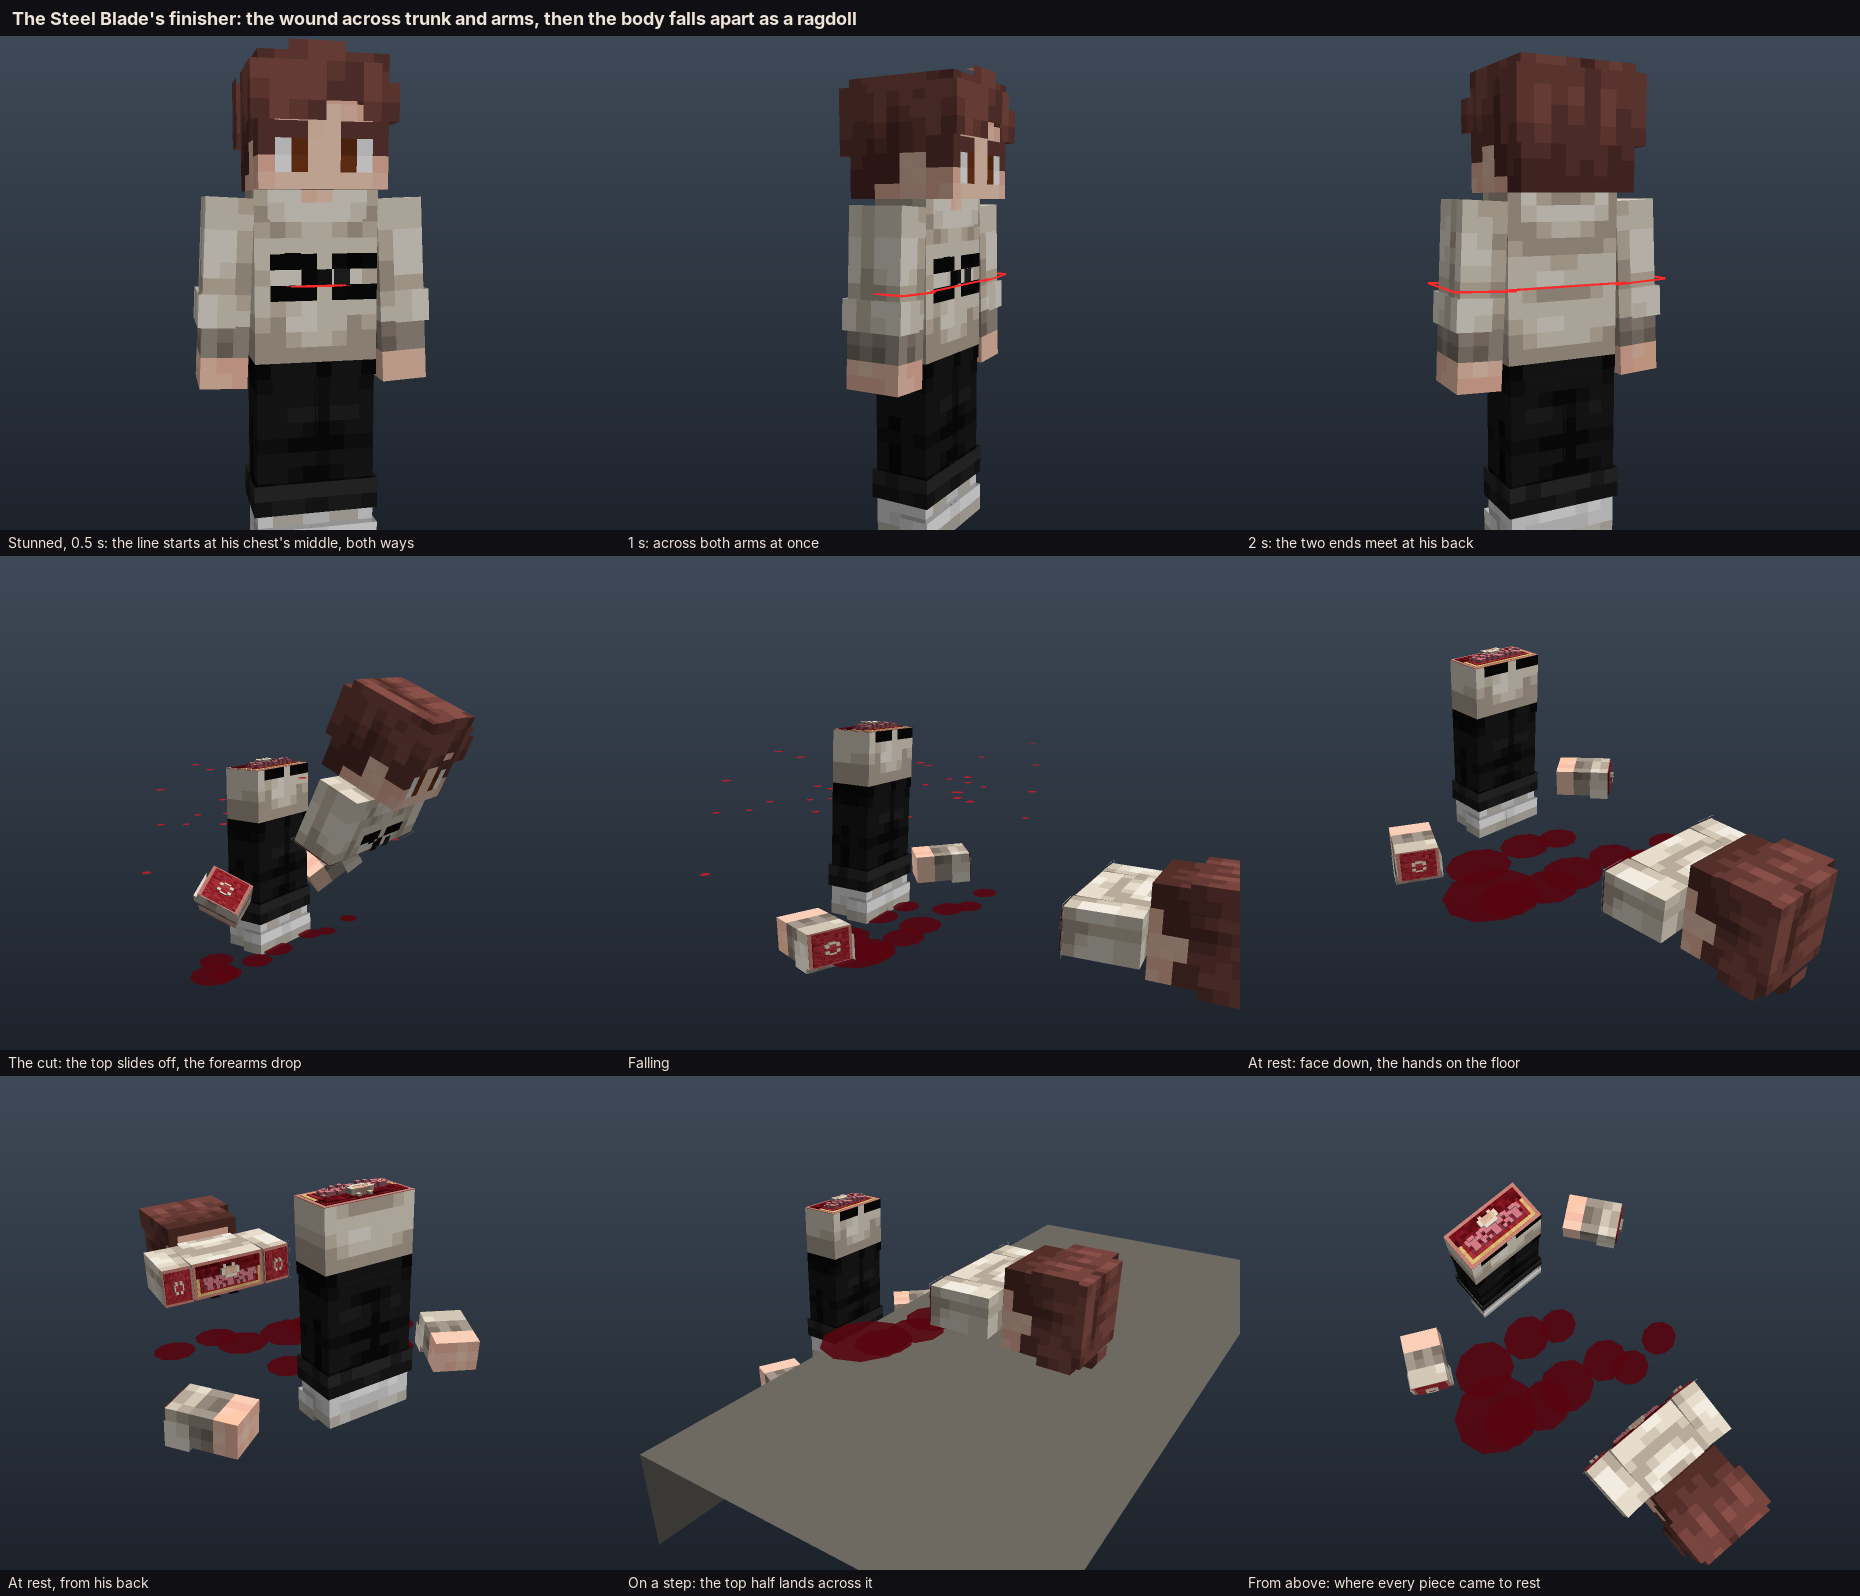 The Steel Blade's finisher: the wound across trunk and arms, then the body falls apart as a ragdoll
Stunned, 0.5 s: the line starts at his chest's middle, both ways
1 s: across both arms at once
2 s: the two ends meet at his back
The cut: the top slides off, the forearms drop
Falling
At rest: face down, the hands on the floor
At rest, from his back
On a step: the top half lands across it
From above: where every piece came to rest